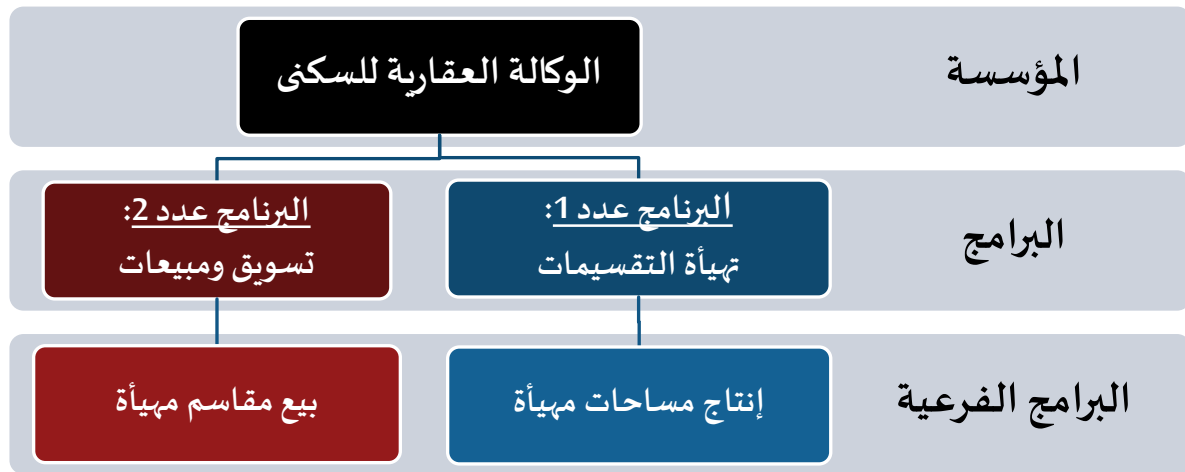 المؤسسة
الوكالة العقارية للسكنى
البرامج
البرنامج عدد 1:
تهيأة التقسيمات
البرنامج عدد 2:
تسويق ومبيعات
البرامج الفرعية
إنتاج مساحات مهيأة
بيع مقاسم مهيأة